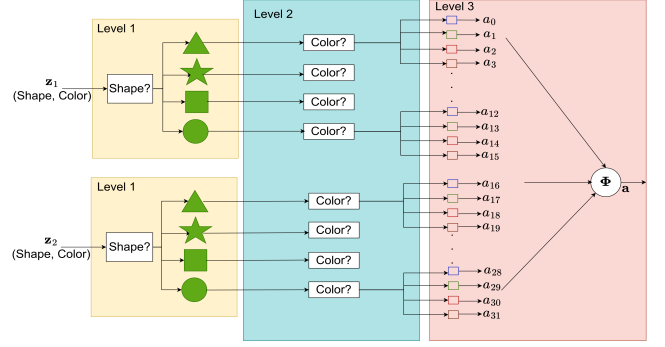 Level 1
Level 2
Level 3
z₁
(Shape, Color)
Shape?
Color?
Color?
Color?
Color?
a₀
a₁
a₂
a₃
a₁₂
a₁₃
a₁₄
a₁₅
Level 1
z₂
(Shape, Color)
Shape?
Color?
Color?
Color?
Color?
a₁₆
a₁₇
a₁₈
a₁₉
a₂₈
a₂₉
a₃₀
a₃₁
Φ
a